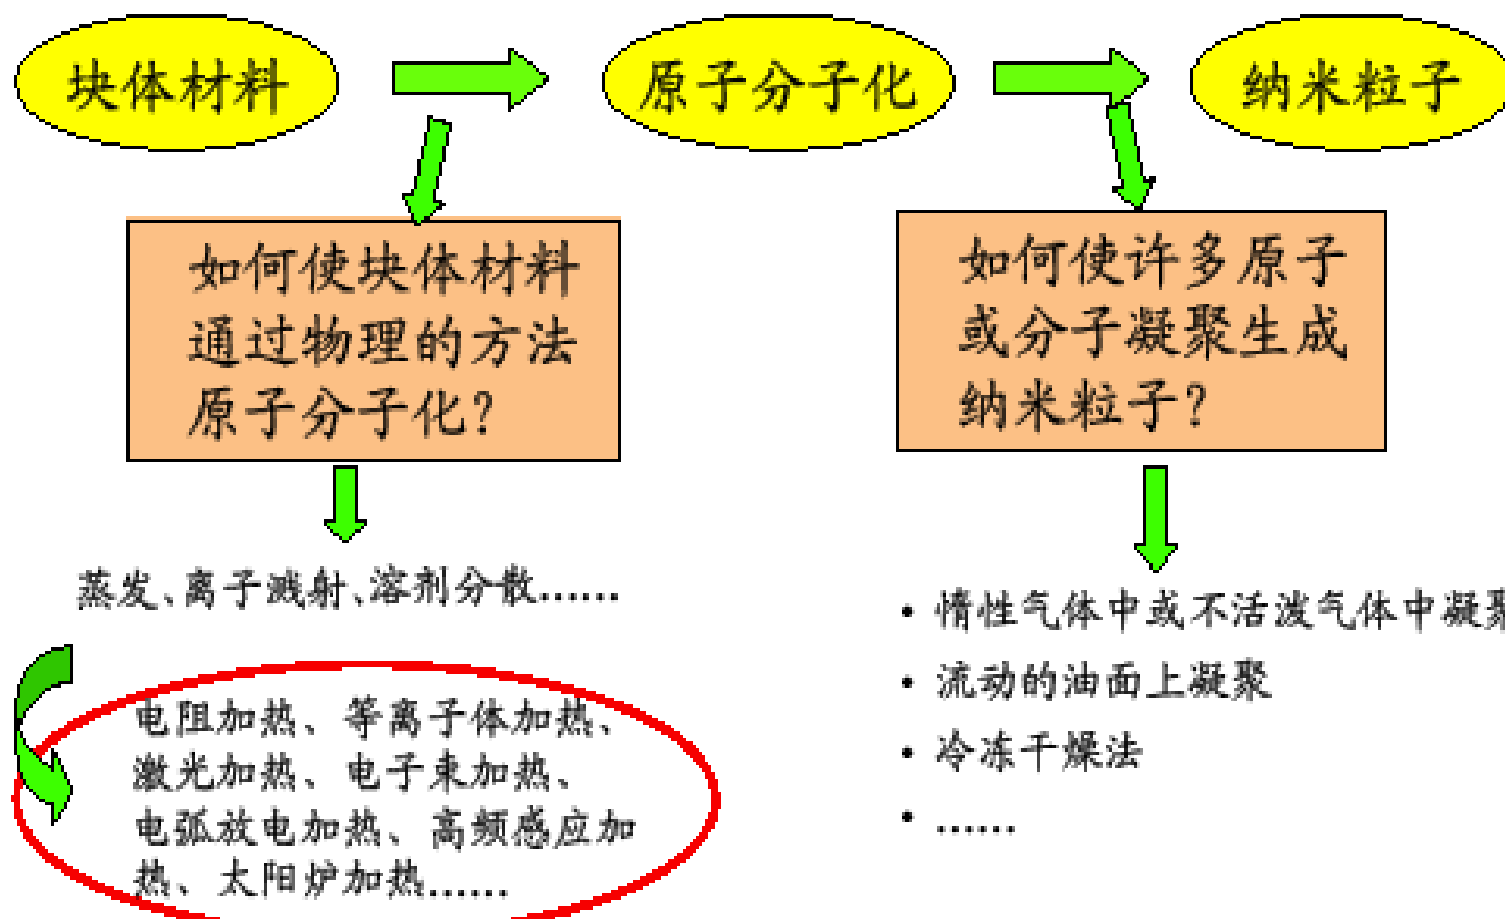 块体材料
原子分子化
纳米粒子
如何使块体材料
通过物理的方法
原子分子化?
如何使许多原子
或分子凝聚生成
纳米粒子?
蒸发、离子溅射、溶剂分散……
电阻加热、等离子体加热、
激光加热、电子束加热、
电弧放电加热、高频感应加
热、太阳炉加热……
• 惰性气体中或不活泼气体中凝聚
• 流动的油面上凝聚
• 冷冻干燥法
• ……